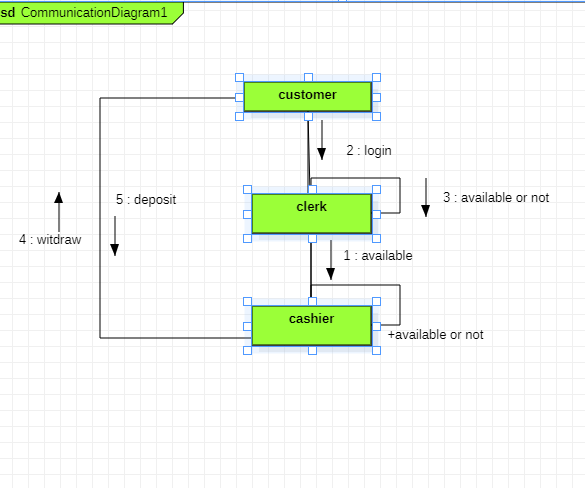 sd CommunicationDiagram1
customer
2 : login
clerk
3 : available or not
5 : deposit
4 : witdraw
1 : available
cashier
+available or not